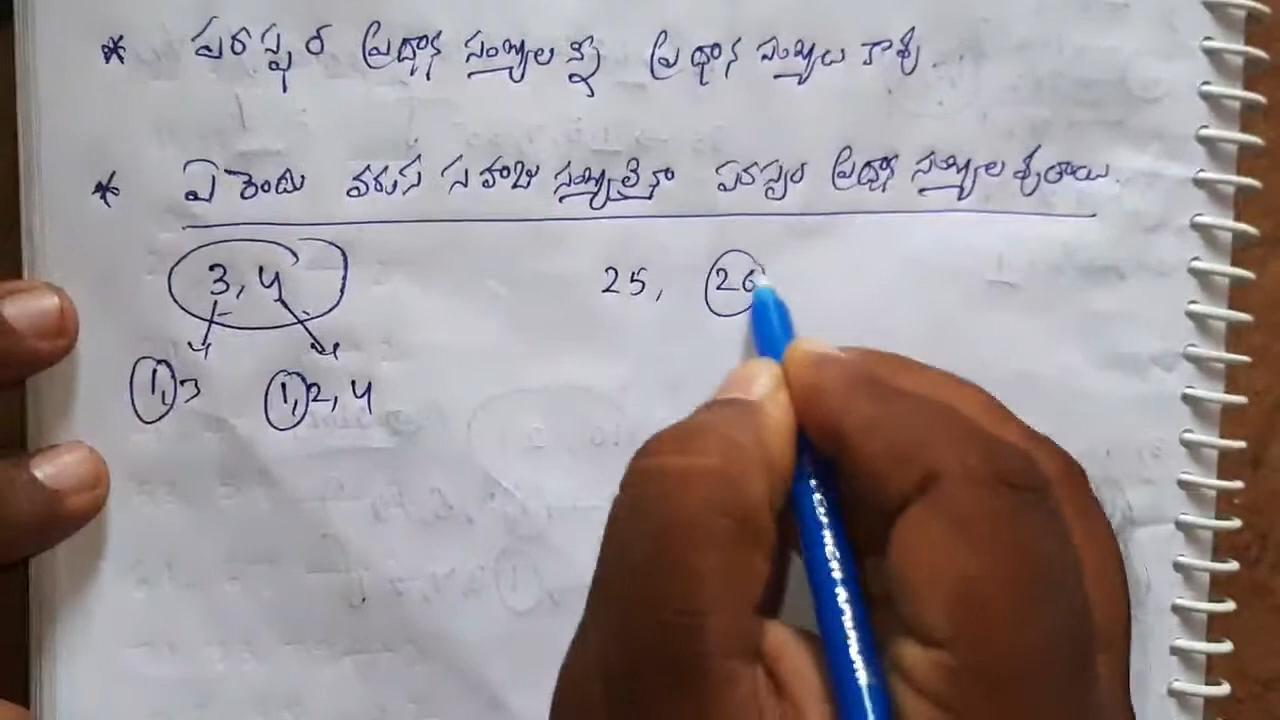 * పరస్పర ప్రధాన సంఖ్యలన్నీ ప్రధాన సంఖ్యలు కావు.
* ఏ రెండు వరుస సహజ సంఖ్యలైనా పరస్పర ప్రధాన సంఖ్యల వుతాయి.
3, 4 25, 26
1, 3 1, 2, 4